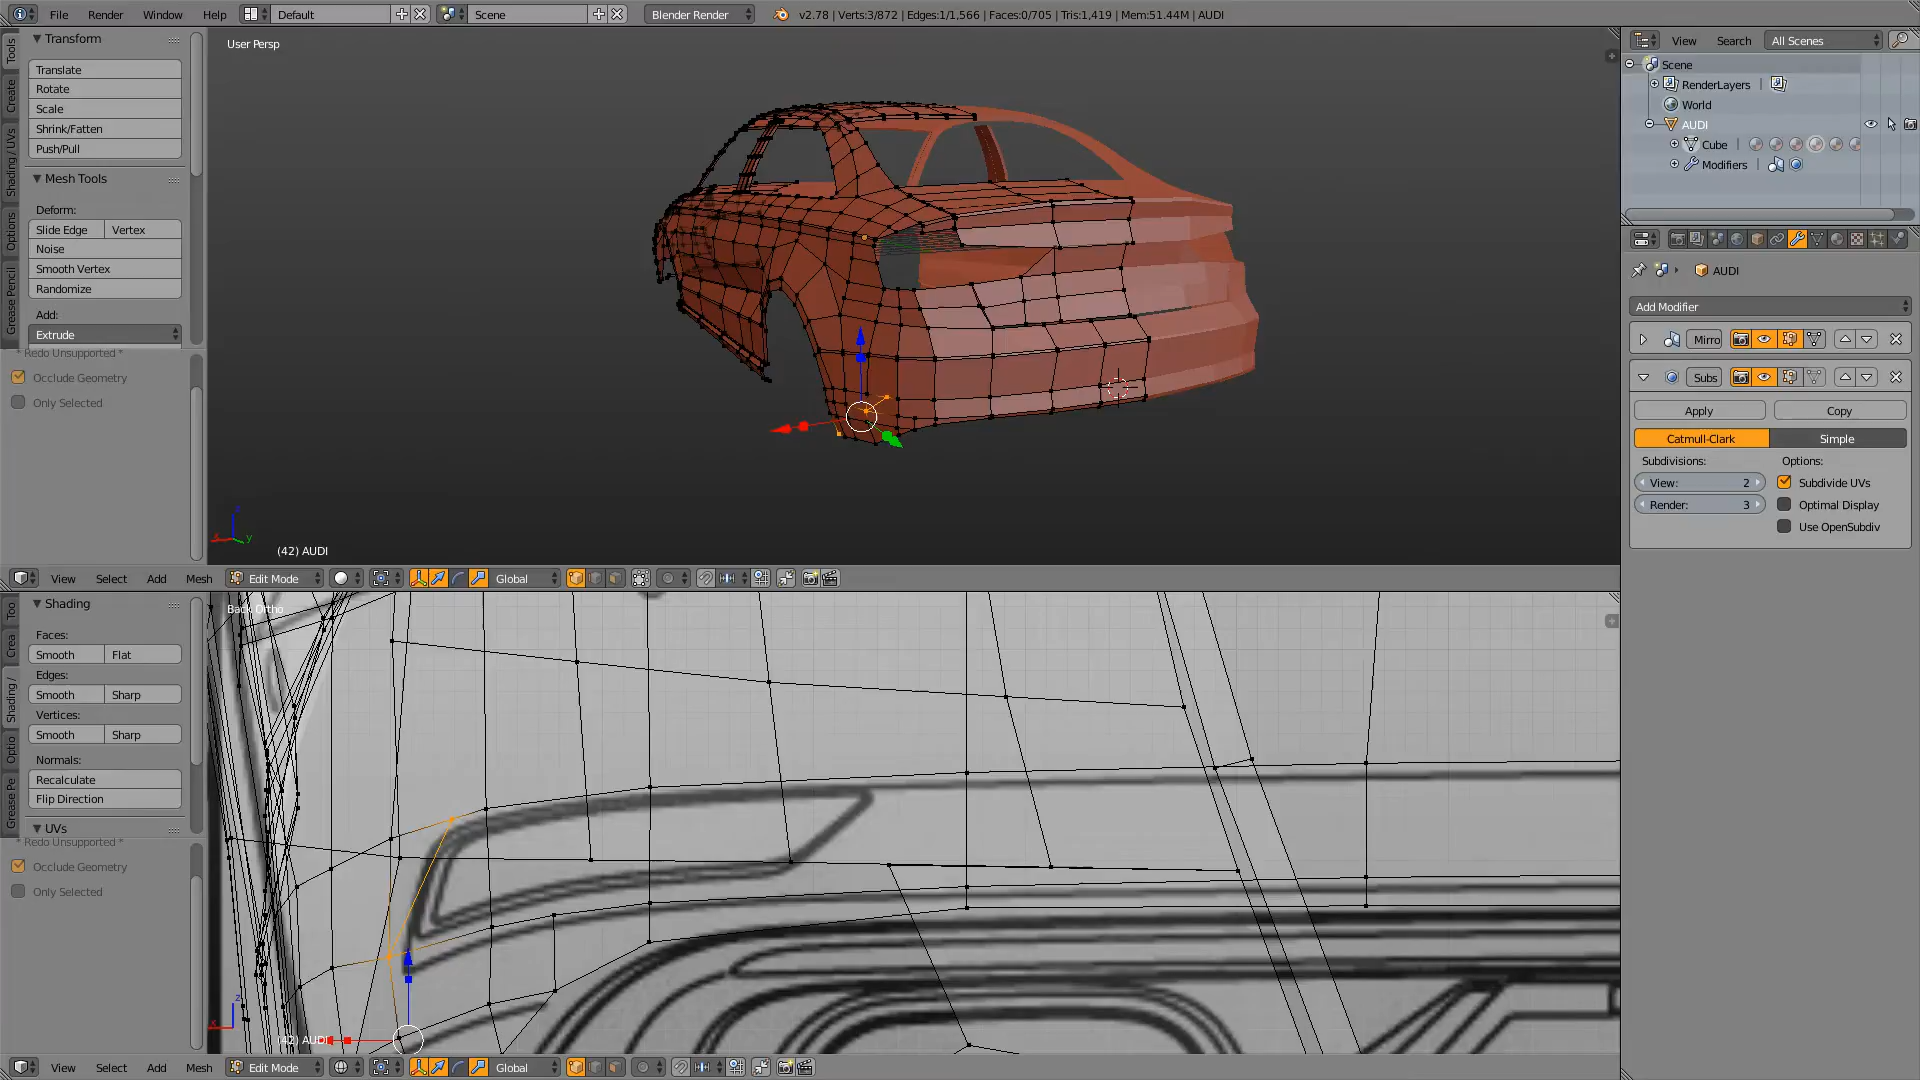 File Render Window Help Default Scene Blender Render v2.78 | Verts:3/872 | Edges:1/1,566 | Faces:0/705 | Tris:1,419 | Mem:51.44M | AUDI
Tools
Create
Shading / UVs
Options
Grease Pencil
Transform
Translate
Rotate
Scale
Shrink/Fatten
Push/Pull
Mesh Tools
Deform:
Slide Edge Vertex
Noise
Smooth Vertex
Randomize
Add:
Extrude
* Redo Unsupported *
Occlude Geometry
Only Selected
User Persp
z
y
(42) AUDI
View Select Add Mesh Edit Mode Global
Too
Crea
Shading /
Optio
Grease Pe
Shading
Faces:
Smooth Flat
Edges:
Smooth Sharp
Vertices:
Smooth Sharp
Normals:
Recalculate
Flip Direction
UVs
* Redo Unsupported *
Occlude Geometry
Only Selected
Back Ortho
z
(42) AUDI
View Select Add Mesh Edit Mode Global
View Search All Scenes
Scene
RenderLayers
World
AUDI
Cube
Modifiers
AUDI
Add Modifier
Mirro
Subs
Apply Copy
Catmull-Clark Simple
Subdivisions: Options:
View: 2 Subdivide UVs
Render: 3 Optimal Display
Use OpenSubdiv